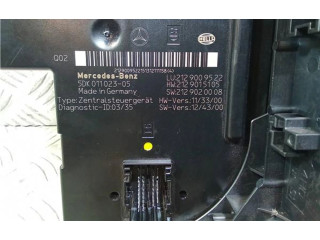 Q02
HELLA
Mercedes-Benz
5DK 011 023-05
Made in Germany
Type: Zentralsteuergerät
Diagnostic-ID:03/35
LU:212 900 95 22
HW:212 901 51 05
SW:212 902 00 08
HW-Vers: 11/33/00
SW-Vers: 12/43/00